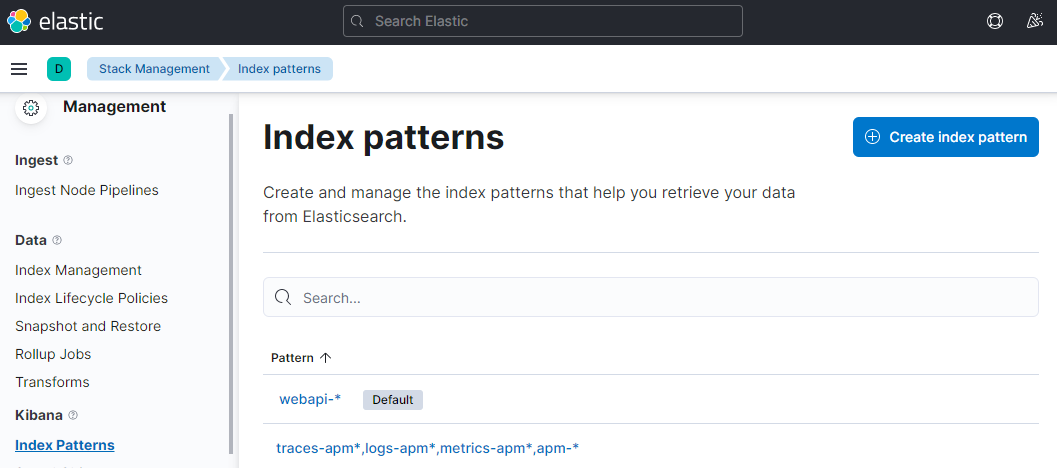 elastic
Search Elastic
D
Stack Management
Index patterns
Management
Ingest
Ingest Node Pipelines
Data
Index Management
Index Lifecycle Policies
Snapshot and Restore
Rollup Jobs
Transforms
Kibana
Index Patterns
Index patterns
Create index pattern
Create and manage the index patterns that help you retrieve your data
from Elasticsearch.
Search...
Pattern
webapi-*
Default
traces-apm*,logs-apm*,metrics-apm*,apm-*